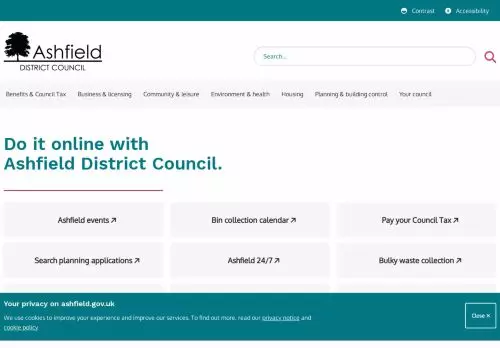 Contrast Accessibility
Ashfield
DISTRICT COUNCIL
Search...
Benefits & Council Tax Business & licensing Community & leisure Environment & health Housing Planning & building control Your council
Do it online with
Ashfield District Council.
Ashfield events Bin collection calendar Pay your Council Tax
Search planning applications Ashfield 24/7 Bulky waste collection
Your privacy on ashfield.gov.uk
We use cookies to improve your experience and improve our services. To find out more, read our privacy notice and
cookie policy.
Close ×